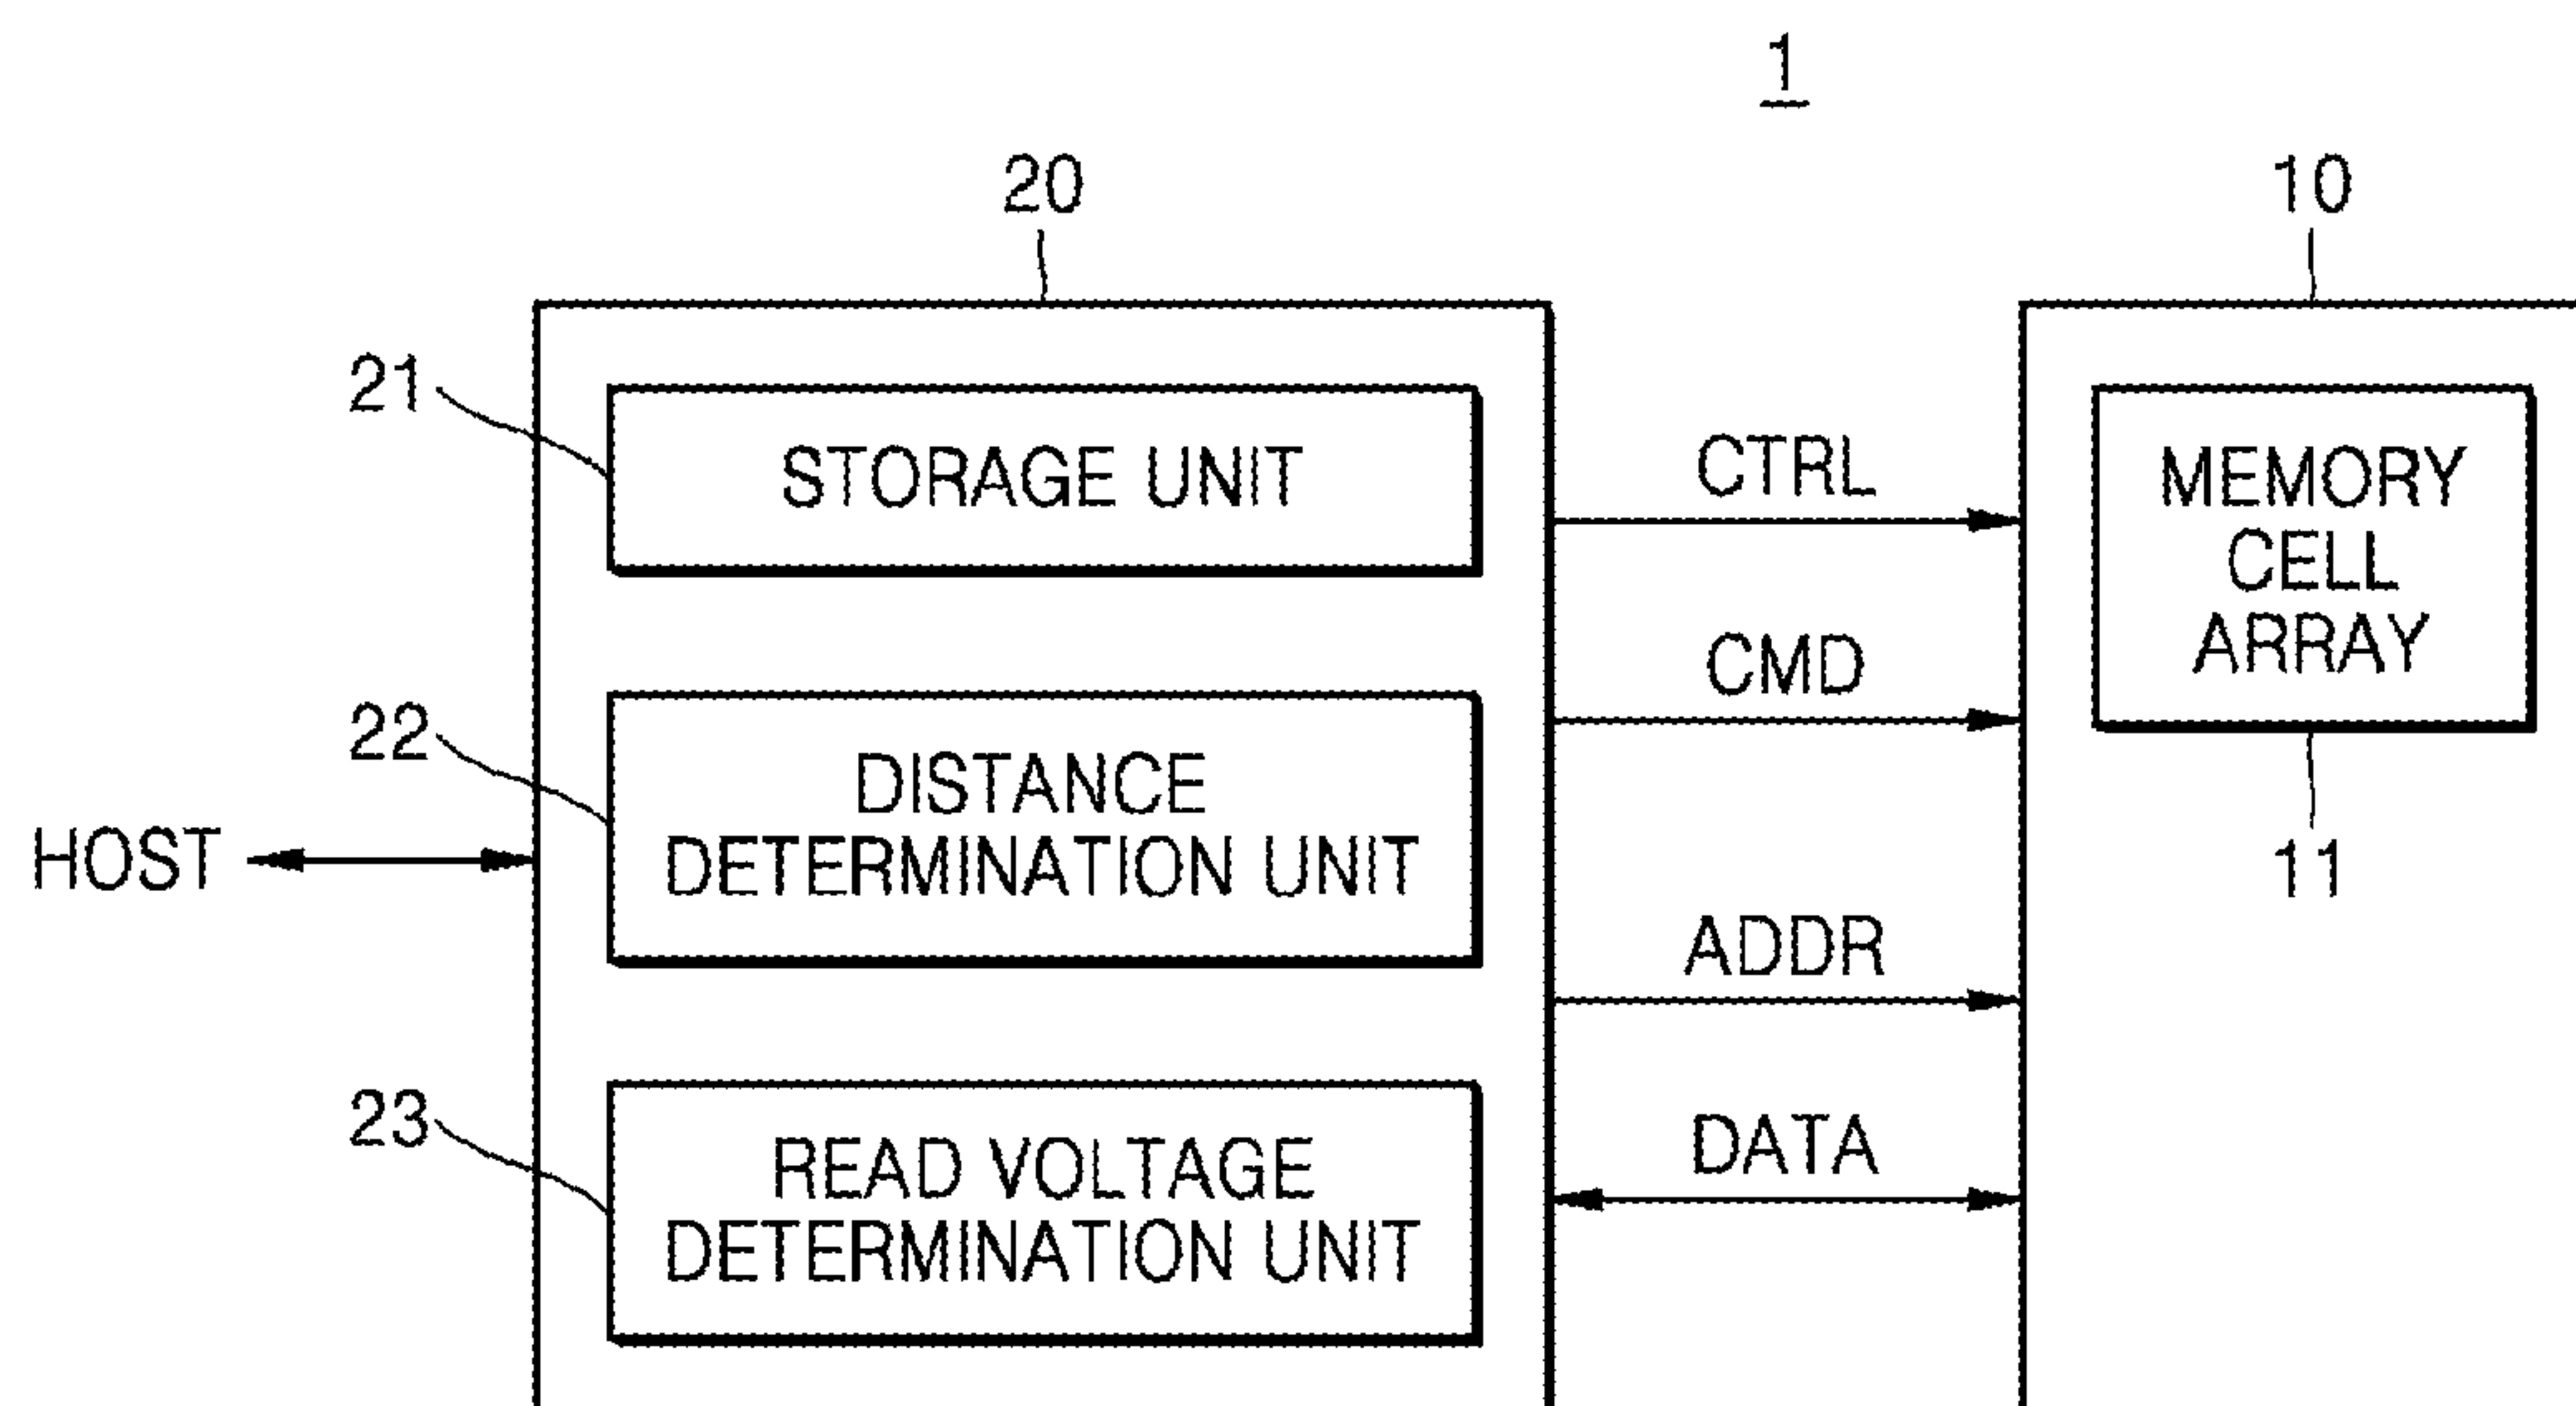 1
20
10
21
STORAGE UNIT
CTRL
MEMORY
CELL
ARRAY
CMD
22
DISTANCE
DETERMINATION UNIT
HOST
11
ADDR
23
READ VOLTAGE
DETERMINATION UNIT
DATA